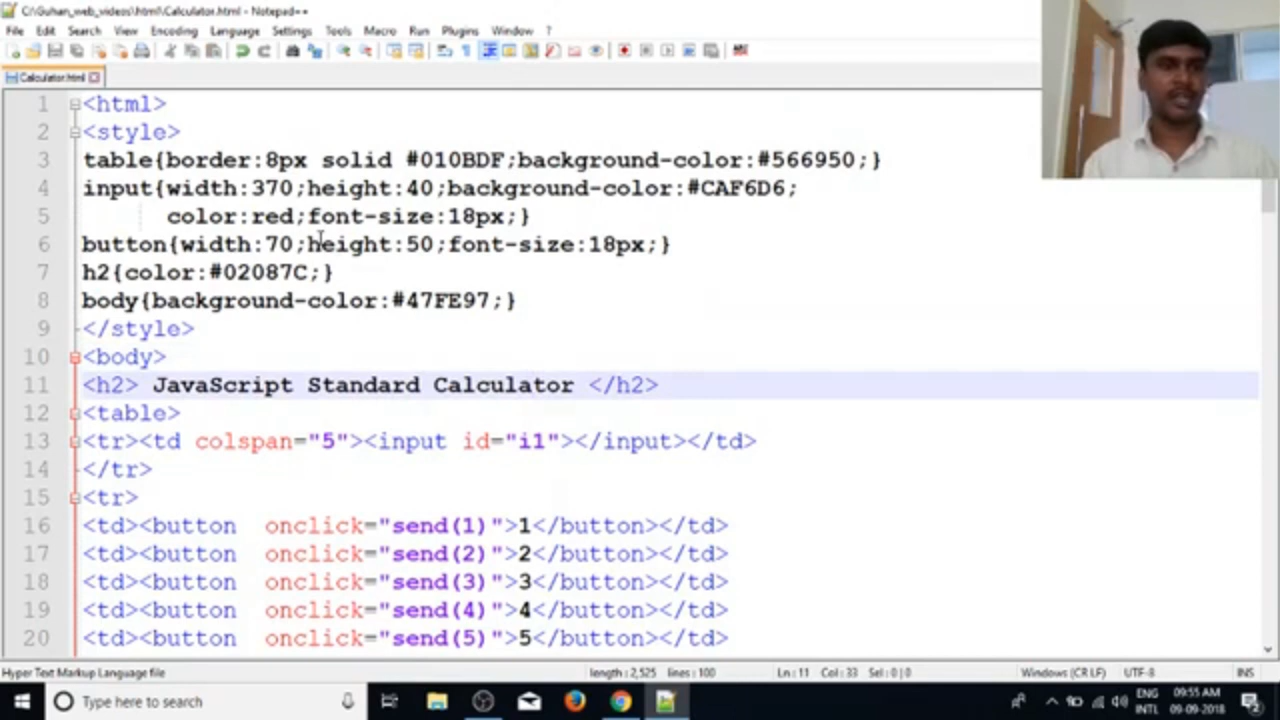 C:\Guhan_web_videos\html\Calculator.html - Notepad++
File Edit Search View Encoding Language Settings Tools Macro Run Plugins Window ?
Calculator.html
1 <html>
2 <style>
3 table{border:8px solid #010BDF;background-color:#566950;}
4 input{width:370;height:40;background-color:#CAF6D6;
5 color:red;font-size:18px;}
6 button{width:70;height:50;font-size:18px;}
7 h2{color:#02087C;}
8 body{background-color:#47FE97;}
9 </style>
10 <body>
11 <h2> JavaScript Standard Calculator </h2>
12 <table>
13 <tr><td colspan="5"><input id="i1"></input></td>
14 </tr>
15 <tr>
16 <td><button onclick="send(1)">1</button></td>
17 <td><button onclick="send(2)">2</button></td>
18 <td><button onclick="send(3)">3</button></td>
19 <td><button onclick="send(4)">4</button></td>
20 <td><button onclick="send(5)">5</button></td>
Hyper Text Markup Language file length : 2,525 lines : 100 Ln : 11 Col : 33 Sel : 0 | 0 Windows (CR LF) UTF-8 INS
Type here to search
ENG 09:55 AM
INTL 09-09-2018